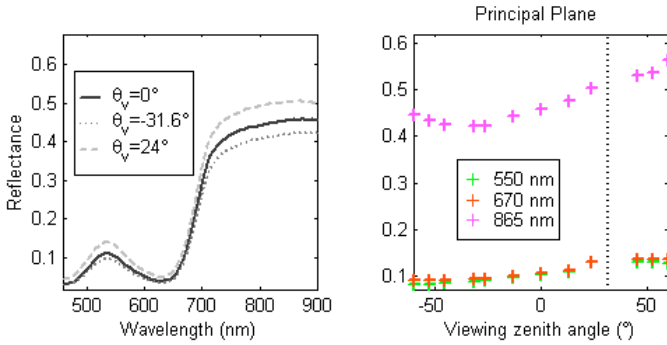 Principal Plane
0.6
0.5
0.4
0.3
0.2
0.1
Reflectance
θv=0°
θv=-31.6°
θv=24°
500 600 700 800 900
Wavelength (nm)
0.6
0.5
0.4
0.3
0.2
0.1
550 nm
670 nm
865 nm
-50 0 50
Viewing zenith angle (°)